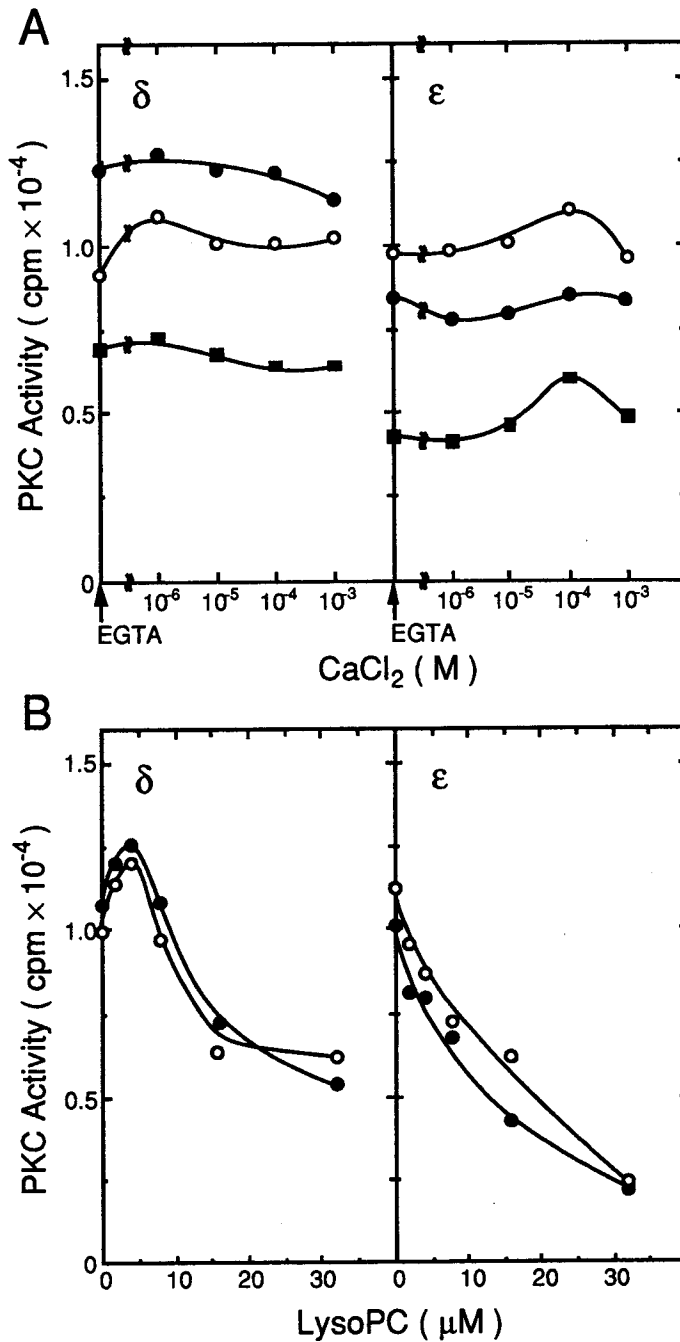 A
PKC Activity ( cpm × 10⁻⁴ )
1.5
1.0
0.5
0
δ
ε
10⁻⁶ 10⁻⁵ 10⁻⁴ 10⁻³
10⁻⁶ 10⁻⁵ 10⁻⁴ 10⁻³
EGTA
EGTA
CaCl₂ ( M )
B
PKC Activity ( cpm × 10⁻⁴ )
1.5
1.0
0.5
0
δ
ε
0 10 20 30
0 10 20 30
LysoPC ( μM )